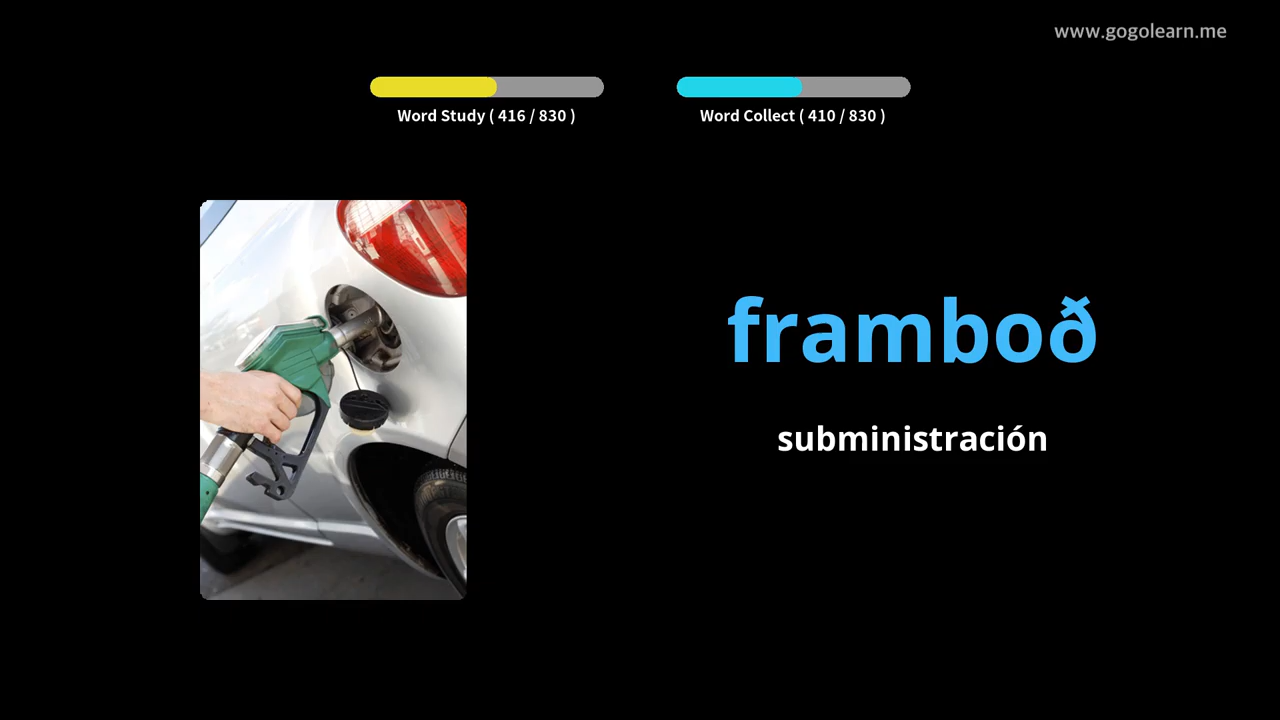 www.gogolearn.me
Word Study ( 416 / 830 )
Word Collect ( 410 / 830 )
framboð
subministración